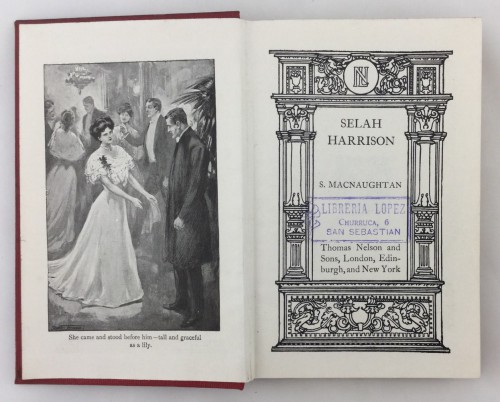 She came and stood before him—tall and graceful
as a lily.
N
SELAH
HARRISON
S. MACNAUGHTAN
LIBRERIA LOPEZ
CHURRUCA, 6
SAN SEBASTIAN
Thomas Nelson and
Sons, London, Edin-
burgh, and New York